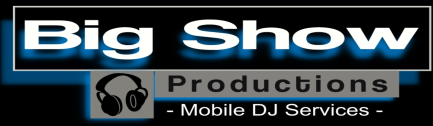 Big Show
Productions
- Mobile DJ Services -